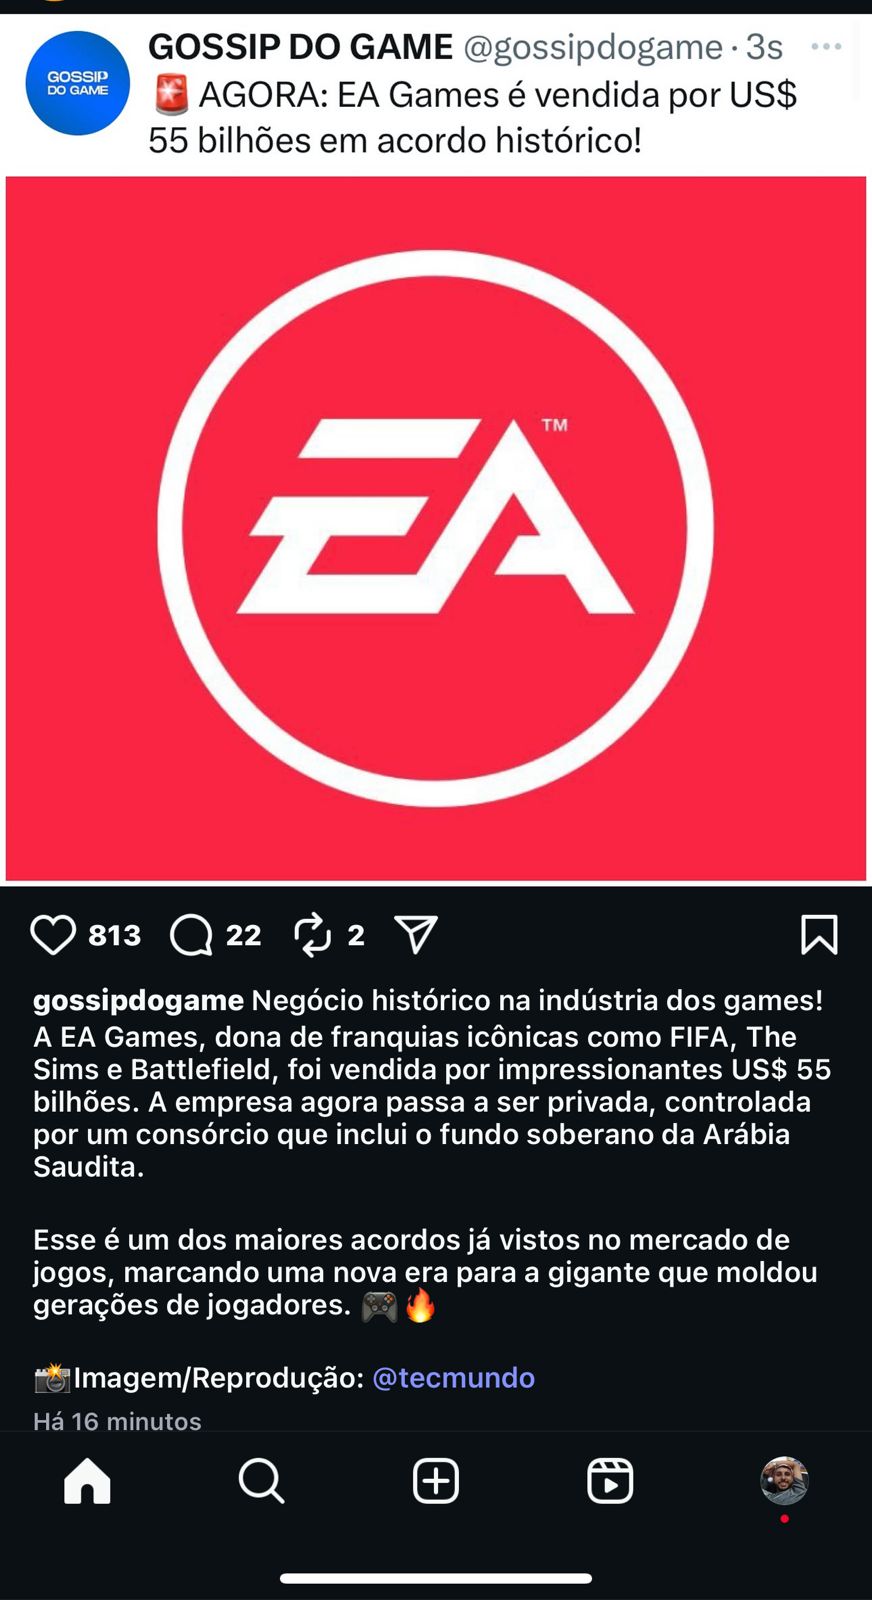 GOSSIP DO GAME @gossipdogame · 3s
GOSSIP
DO GAME
🚨 AGORA: EA Games é vendida por US$
55 bilhões em acordo histórico!
EA
TM
813 22 2
gossipdogame Negócio histórico na indústria dos games!
A EA Games, dona de franquias icônicas como FIFA, The
Sims e Battlefield, foi vendida por impressionantes US$ 55
bilhões. A empresa agora passa a ser privada, controlada
por um consórcio que inclui o fundo soberano da Arábia
Saudita.
Esse é um dos maiores acordos já vistos no mercado de
jogos, marcando uma nova era para a gigante que moldou
gerações de jogadores. 🎮🔥
📸Imagem/Reprodução: @tecmundo
Há 16 minutos